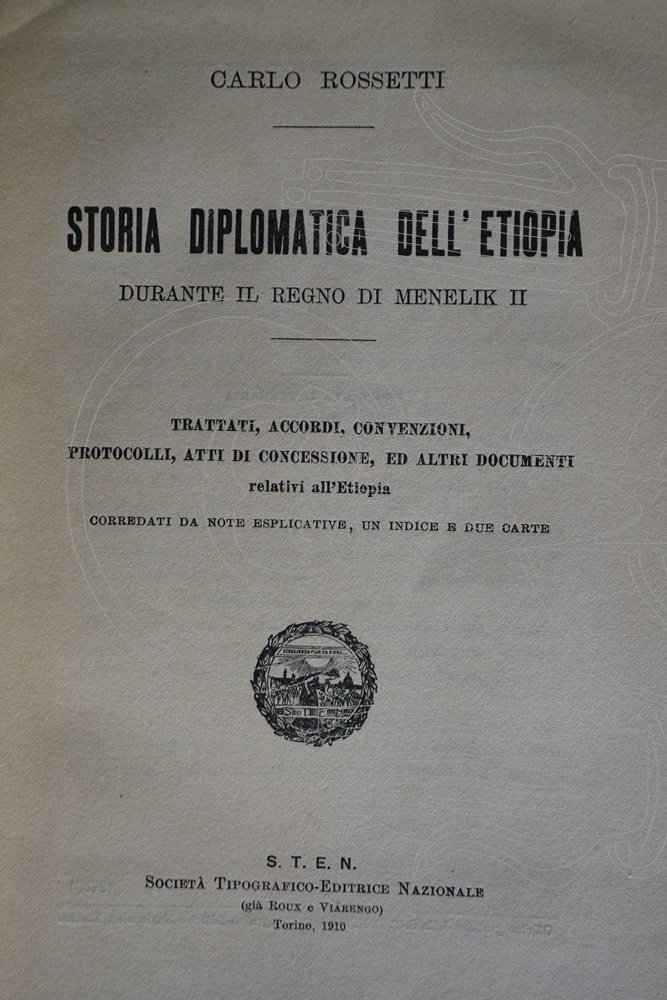 CARLO ROSSETTI
STORIA DIPLOMATICA DELL'ETIOPIA
DURANTE IL REGNO DI MENELIK II
TRATTATI, ACCORDI, CONVENZIONI,
PROTOCOLLI, ATTI DI CONCESSIONE, ED ALTRI DOCUMENTI
relativi all'Etiopia
CORREDATI DA NOTE ESPLICATIVE, UN INDICE E DUE CARTE
S T E N
S. T. E. N.
SOCIETÀ TIPOGRAFICO-EDITRICE NAZIONALE
(già ROUX e VIARENGO)
Torino, 1910